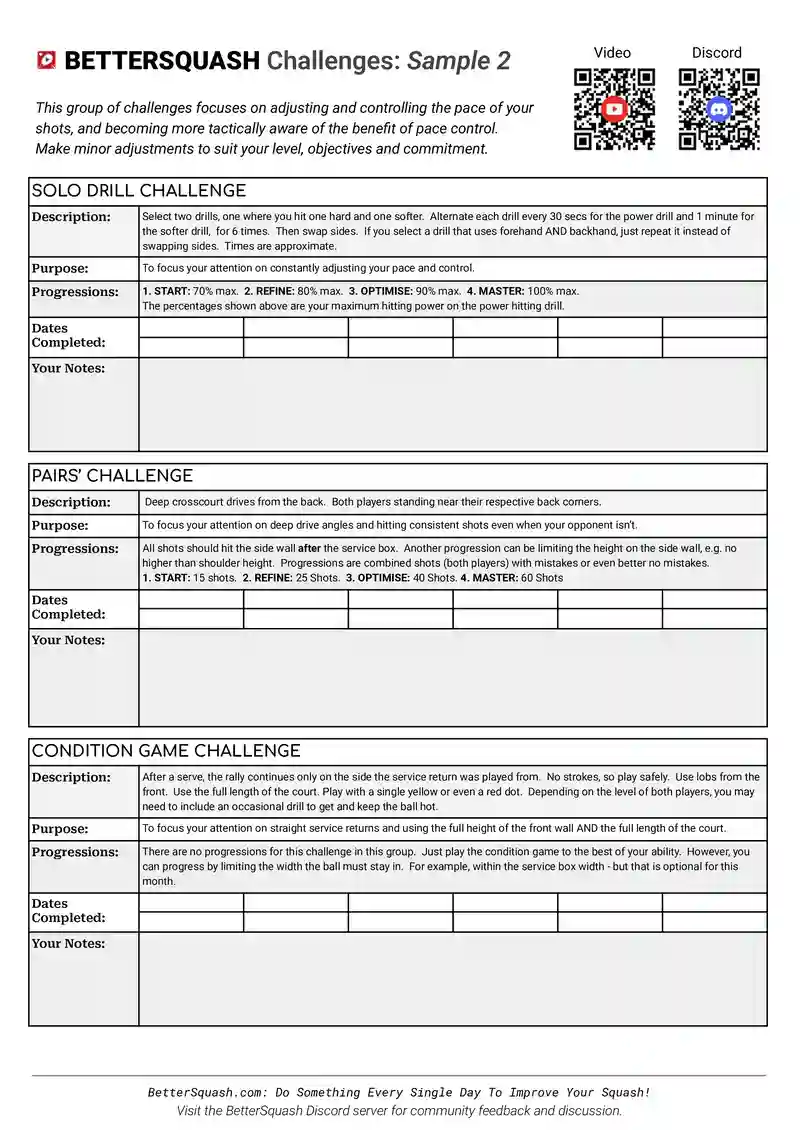 BETTERSQUASH Challenges: Sample 2
Video
Discord
This group of challenges focuses on adjusting and controlling the pace of your
shots, and becoming more tactically aware of the benefit of pace control.
Make minor adjustments to suit your level, objectives and commitment.
SOLO DRILL CHALLENGE
Description:
Select two drills, one where you hit one hard and one softer. Alternate each drill every 30 secs for the power drill and 1 minute for
the softer drill, for 6 times. Then swap sides. If you select a drill that uses forehand AND backhand, just repeat it instead of
swapping sides. Times are approximate.
Purpose:
To focus your attention on constantly adjusting your pace and control.
Progressions:
1. START: 70% max. 2. REFINE: 80% max. 3. OPTIMISE: 90% max. 4. MASTER: 100% max.
The percentages shown above are your maximum hitting power on the power hitting drill.
Dates
Completed:
Your Notes:
PAIRS’ CHALLENGE
Description:
Deep crosscourt drives from the back. Both players standing near their respective back corners.
Purpose:
To focus your attention on deep drive angles and hitting consistent shots even when your opponent isn’t.
Progressions:
All shots should hit the side wall after the service box. Another progression can be limiting the height on the side wall, e.g. no
higher than shoulder height. Progressions are combined shots (both players) with mistakes or even better no mistakes.
1. START: 15 shots. 2. REFINE: 25 Shots. 3. OPTIMISE: 40 Shots. 4. MASTER: 60 Shots
Dates
Completed:
Your Notes:
CONDITION GAME CHALLENGE
Description:
After a serve, the rally continues only on the side the service return was played from. No strokes, so play safely. Use lobs from the
front. Use the full length of the court. Play with a single yellow or even a red dot. Depending on the level of both players, you may
need to include an occasional drill to get and keep the ball hot.
Purpose:
To focus your attention on straight service returns and using the full height of the front wall AND the full length of the court.
Progressions:
There are no progressions for this challenge in this group. Just play the condition game to the best of your ability. However, you
can progress by limiting the width the ball must stay in. For example, within the service box width - but that is optional for this
month.
Dates
Completed:
Your Notes:
BetterSquash.com: Do Something Every Single Day To Improve Your Squash!
Visit the BetterSquash Discord server for community feedback and discussion.